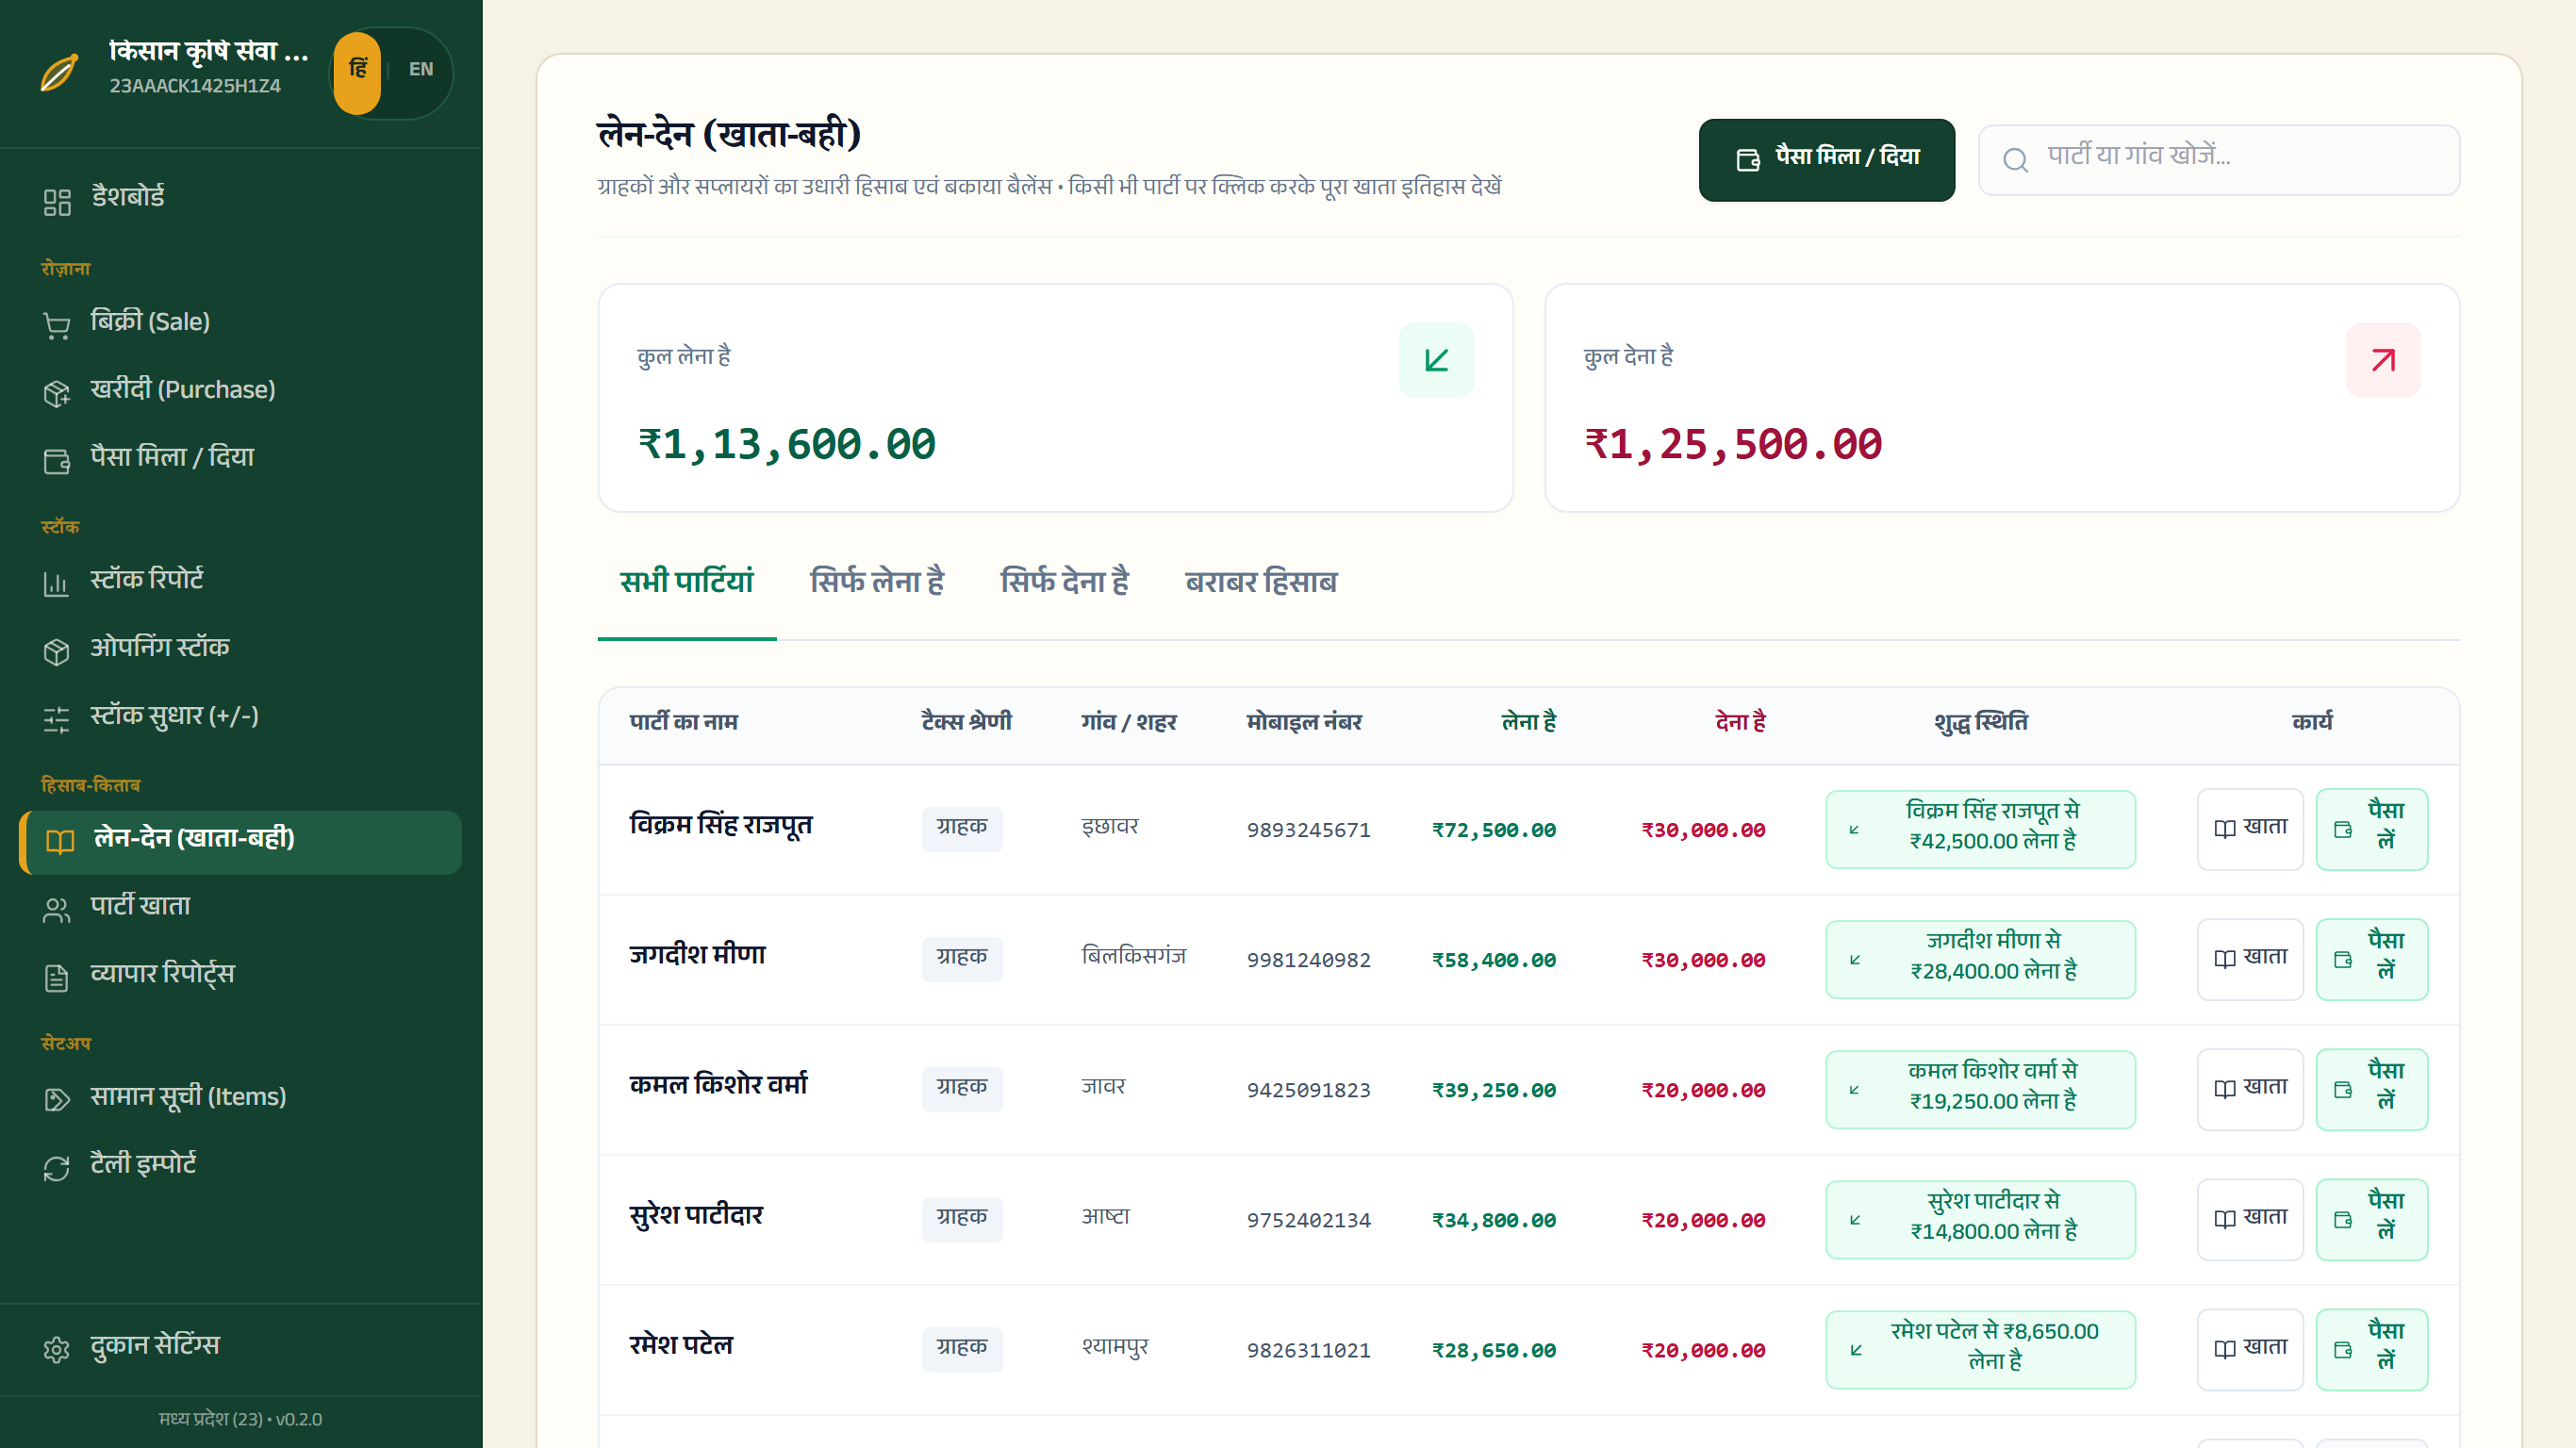 किसान कृषि सेवा ...
23AAACK1425H1Z4
हिं
EN
डैशबोर्ड
रोज़ाना
बिक्री (Sale)
खरीदी (Purchase)
पैसा मिला / दिया
स्टॉक
स्टॉक रिपोर्ट
ओपनिंग स्टॉक
स्टॉक सुधार (+/-)
हिसाब-किताब
लेन-देन (खाता-बही)
पार्टी खाता
व्यापार रिपोर्ट्स
सेटअप
सामान सूची (Items)
टैली इम्पोर्ट
दुकान सेटिंग्स
मध्य प्रदेश (23) • v0.2.0
लेन-देन (खाता-बही)
ग्राहकों और सप्लायरों का उधारी हिसाब एवं बकाया बैलेंस • किसी भी पार्टी पर क्लिक करके पूरा खाता इतिहास देखें
पैसा मिला / दिया
पार्टी या गांव खोजें...
कुल लेना है
₹1,13,600.00
कुल देना है
₹1,25,500.00
सभी पार्टियां सिर्फ लेना है सिर्फ देना है बराबर हिसाब
पार्टी का नाम टैक्स श्रेणी गांव / शहर मोबाइल नंबर लेना है देना है शुद्ध स्थिति कार्य
विक्रम सिंह राजपूत ग्राहक इछावर 9893245671 ₹72,500.00 ₹30,000.00 विक्रम सिंह राजपूत से
₹42,500.00 लेना है खाता पैसा
लें
जगदीश मीणा ग्राहक बिलकिसगंज 9981240982 ₹58,400.00 ₹30,000.00 जगदीश मीणा से
₹28,400.00 लेना है खाता पैसा
लें
कमल किशोर वर्मा ग्राहक जावर 9425091823 ₹39,250.00 ₹20,000.00 कमल किशोर वर्मा से
₹19,250.00 लेना है खाता पैसा
लें
सुरेश पाटीदार ग्राहक आष्टा 9752402134 ₹34,800.00 ₹20,000.00 सुरेश पाटीदार से
₹14,800.00 लेना है खाता पैसा
लें
रमेश पटेल ग्राहक श्यामपुर 9826311021 ₹28,650.00 ₹20,000.00 रमेश पटेल से ₹8,650.00
लेना है खाता पैसा
लें